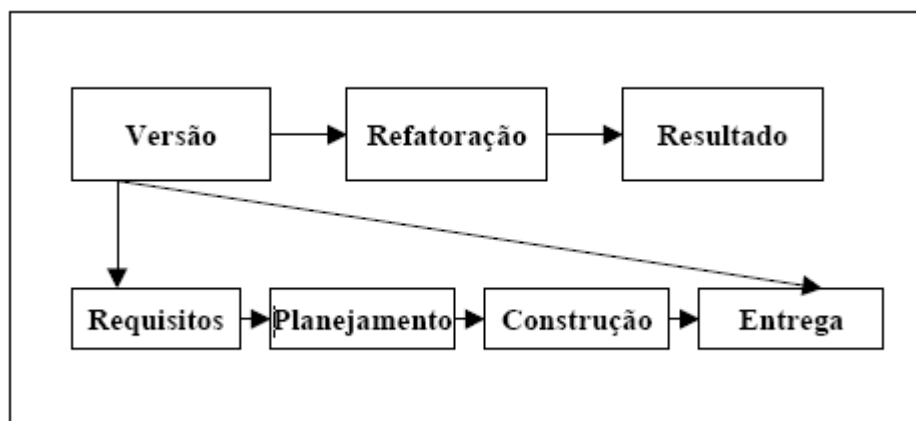 Versão
Refatoração
Resultado
Requisitos
Planejamento
Construção
Entrega